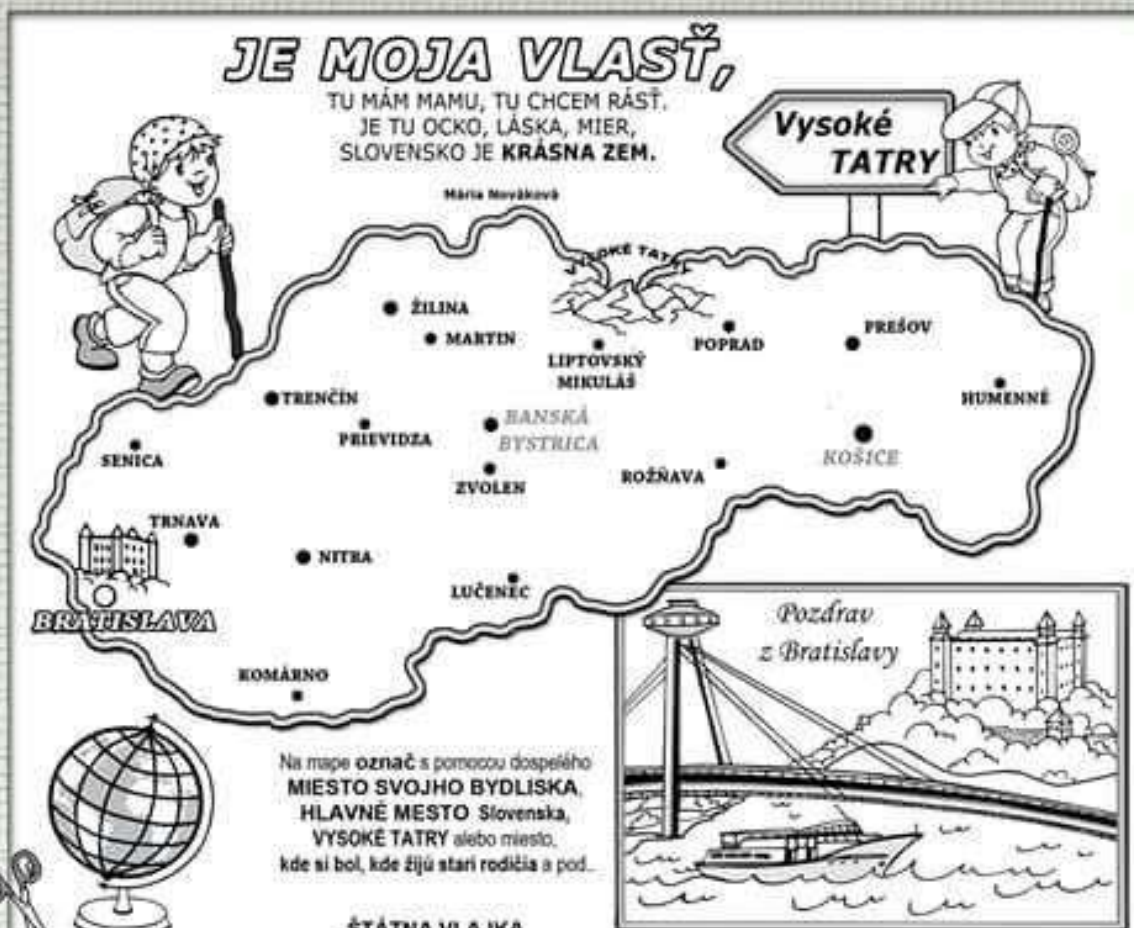 JE MOJA VLASŤ,
TU MÁM MAMU, TU CHCEM RÁSŤ.
JE TU OCKO, LÁSKA, MIER,
SLOVENSKO JE KRÁSNA ZEM.
Mária Nováková
Vysoké
TATRY
VYSOKÉ TATRY
ŽILINA
MARTIN
LIPTOVSKÝ
MIKULÁŠ
POPRAD
PREŠOV
HUMENNÉ
TRENČÍN
PRIEVIDZA
BANSKÁ
BYSTRICA
KOŠICE
SENICA
ZVOLEN
ROŽŇAVA
TRNAVA
NITRA
LUČENEC
BRATISLAVA
KOMÁRNO
Pozdrav
z Bratislavy
Na mape označ s pomocou dospelého
MIESTO SVOJHO BYDLISKA,
HLAVNÉ MESTO Slovenska,
VYSOKÉ TATRY alebo miesto,
kde si bol, kde žijú starí rodičia a pod..
ŠTÁTNA VLAJKA